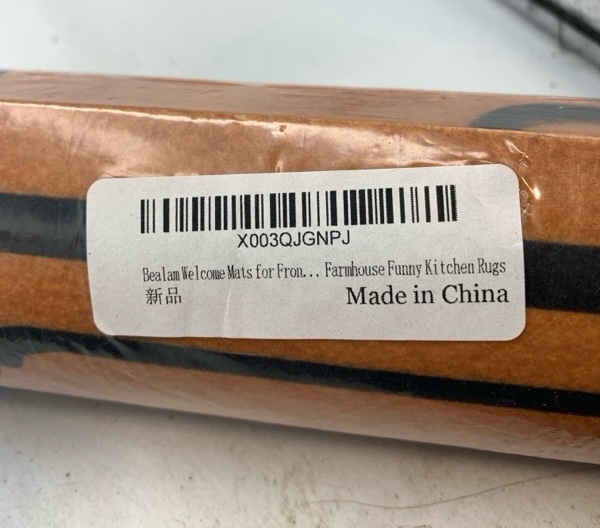 X003QJGNPJ
Bealam Welcome Mats for Fron... Farmhouse Funny Kitchen Rugs
新品
Made in China